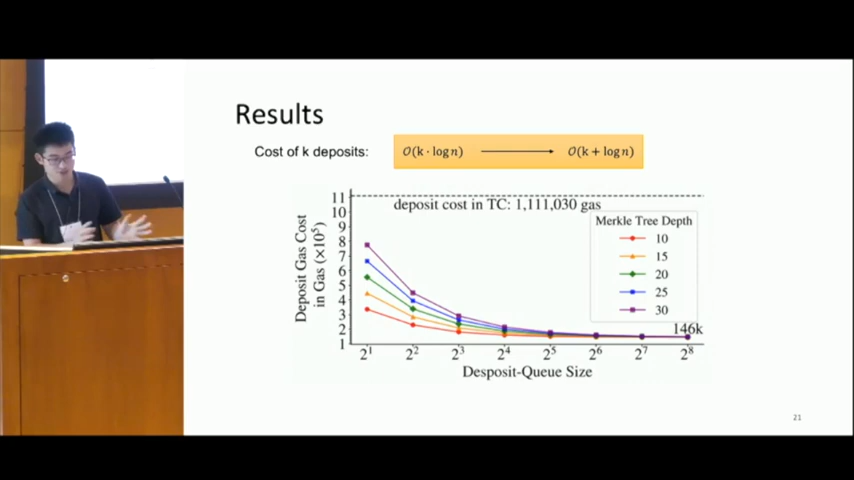 Results
Cost of k deposits: 𝒪(k · log n) ⟶ 𝒪(k + log n)
deposit cost in TC: 1,111,030 gas
Deposit Gas Cost
in Gas (×10⁵)
11
10
9
8
7
6
5
4
3
2
1
Merkle Tree Depth
10
15
20
25
30
146k
2¹ 2² 2³ 2⁴ 2⁵ 2⁶ 2⁷ 2⁸
Desposit-Queue Size
21